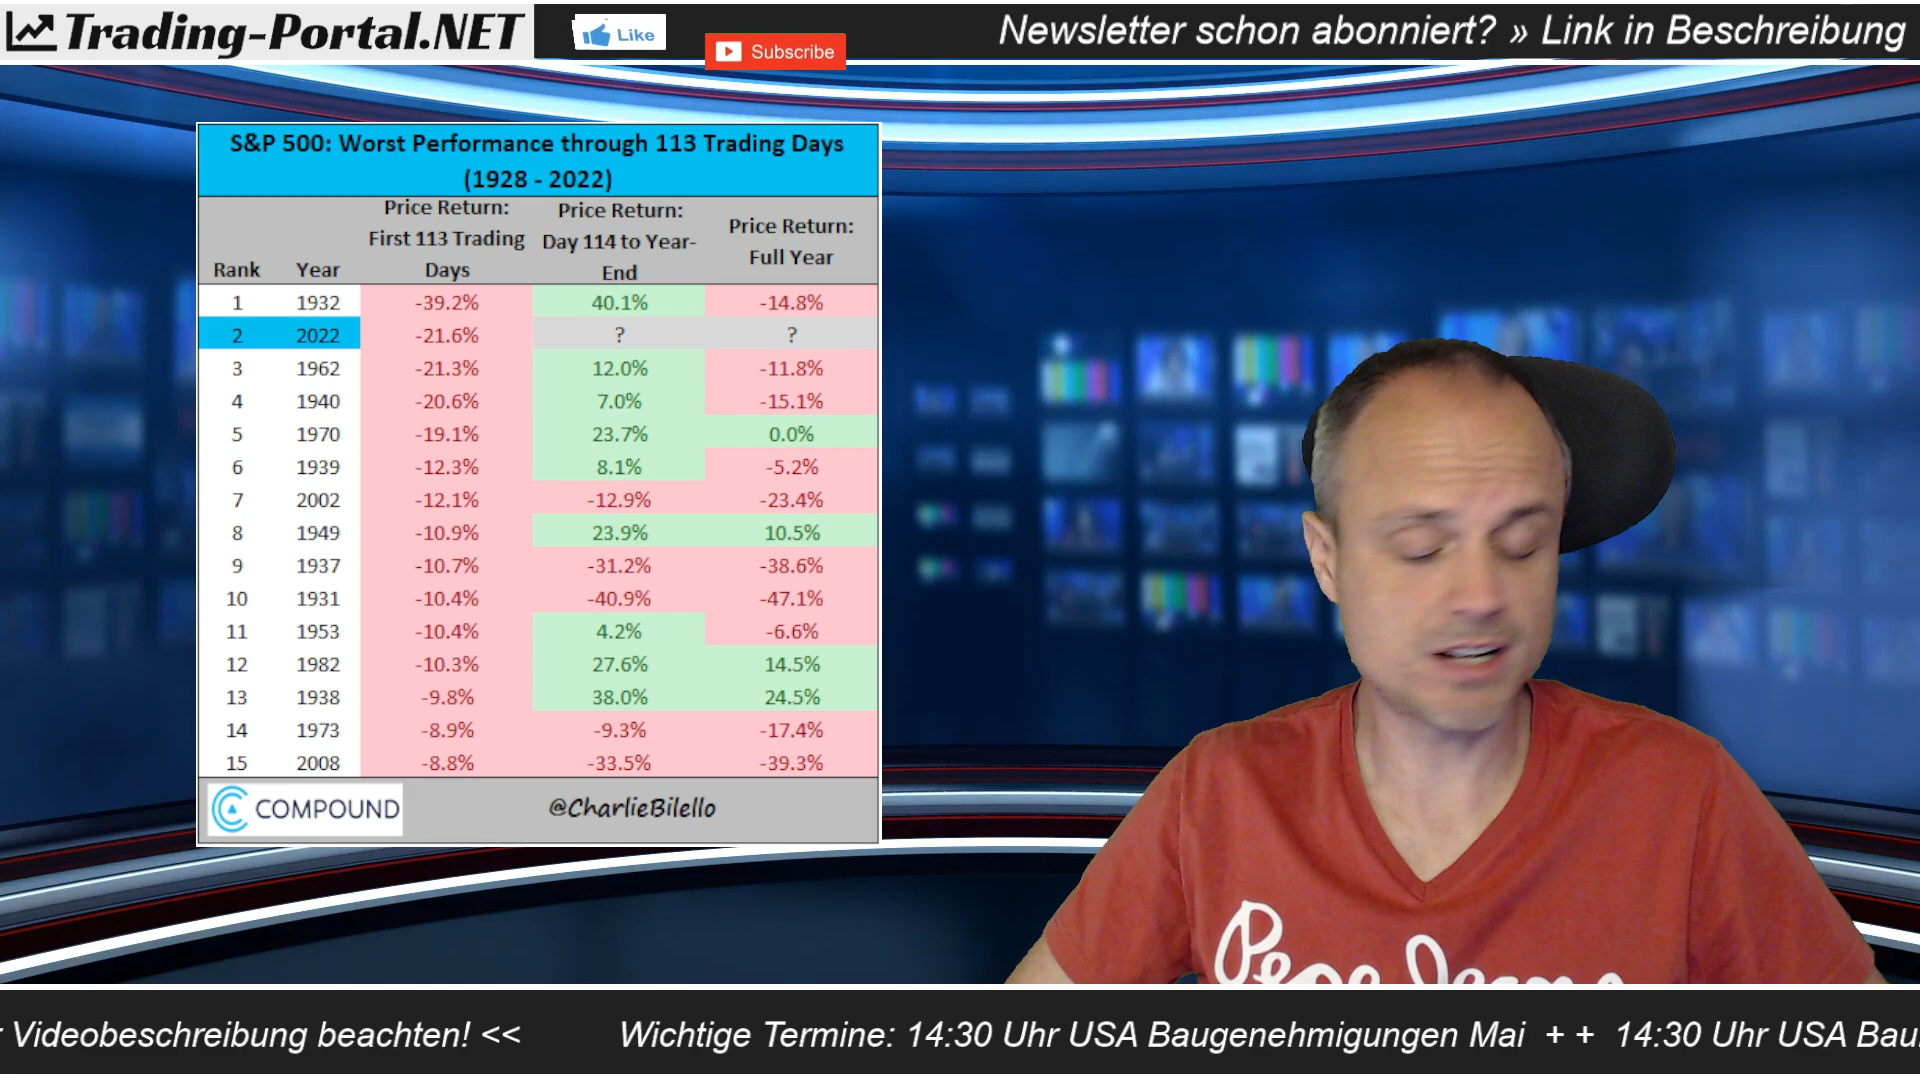 Trading-Portal.NET
Like
Subscribe
Newsletter schon abonniert? » Link in Beschreibung
S&P 500: Worst Performance through 113 Trading Days
(1928 - 2022)
Rank Year Price Return: First 113 Trading Days Price Return: Day 114 to Year-End Price Return: Full Year
1 1932 -39.2% 40.1% -14.8%
2 2022 -21.6% ? ?
3 1962 -21.3% 12.0% -11.8%
4 1940 -20.6% 7.0% -15.1%
5 1970 -19.1% 23.7% 0.0%
6 1939 -12.3% 8.1% -5.2%
7 2002 -12.1% -12.9% -23.4%
8 1949 -10.9% 23.9% 10.5%
9 1937 -10.7% -31.2% -38.6%
10 1931 -10.4% -40.9% -47.1%
11 1953 -10.4% 4.2% -6.6%
12 1982 -10.3% 27.6% 14.5%
13 1938 -9.8% 38.0% 24.5%
14 1973 -8.9% -9.3% -17.4%
15 2008 -8.8% -33.5% -39.3%
COMPOUND @CharlieBilello
Pepe Jeans
Videobeschreibung beachten! << Wichtige Termine: 14:30 Uhr USA Baugenehmigungen Mai + + 14:30 Uhr USA